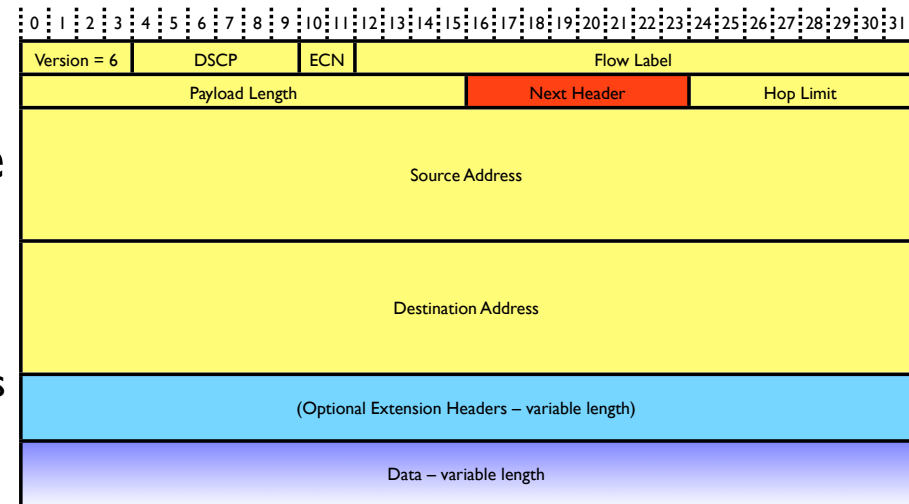 0 1 2 3 4 5 6 7 8 9 10 11 12 13 14 15 16 17 18 19 20 21 22 23 24 25 26 27 28 29 30 31
Version = 6 DSCP ECN Flow Label
Payload Length Next Header Hop Limit
e
Source Address
Destination Address
s
(Optional Extension Headers – variable length)
Data – variable length